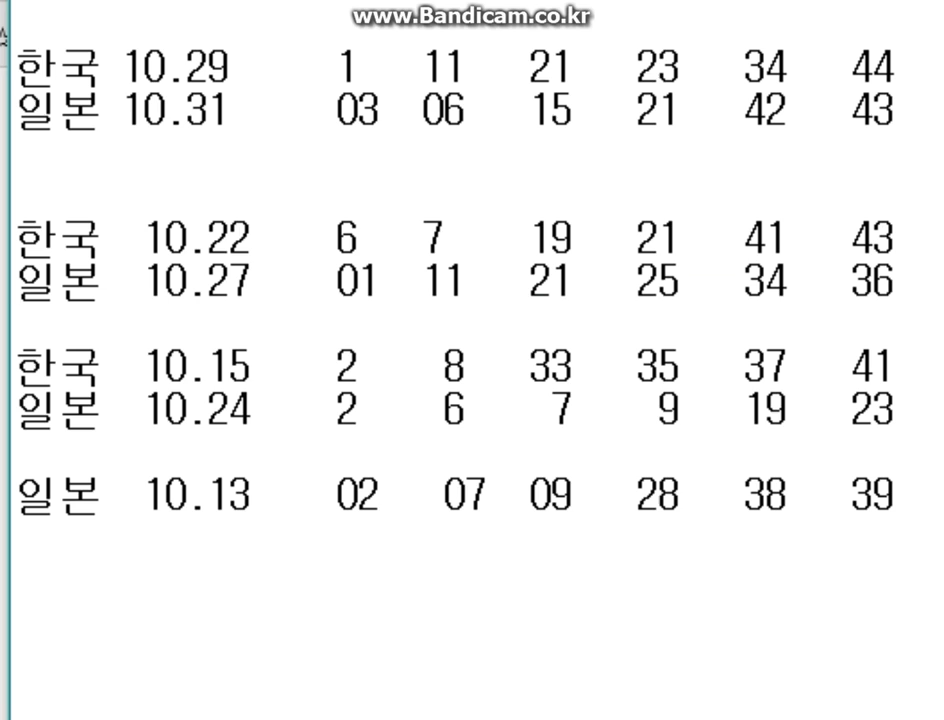 www.Bandicam.co.kr
한국 10.29 1 11 21 23 34 44
일본 10.31 03 06 15 21 42 43
한국 10.22 6 7 19 21 41 43
일본 10.27 01 11 21 25 34 36
한국 10.15 2 8 33 35 37 41
일본 10.24 2 6 7 9 19 23
일본 10.13 02 07 09 28 38 39